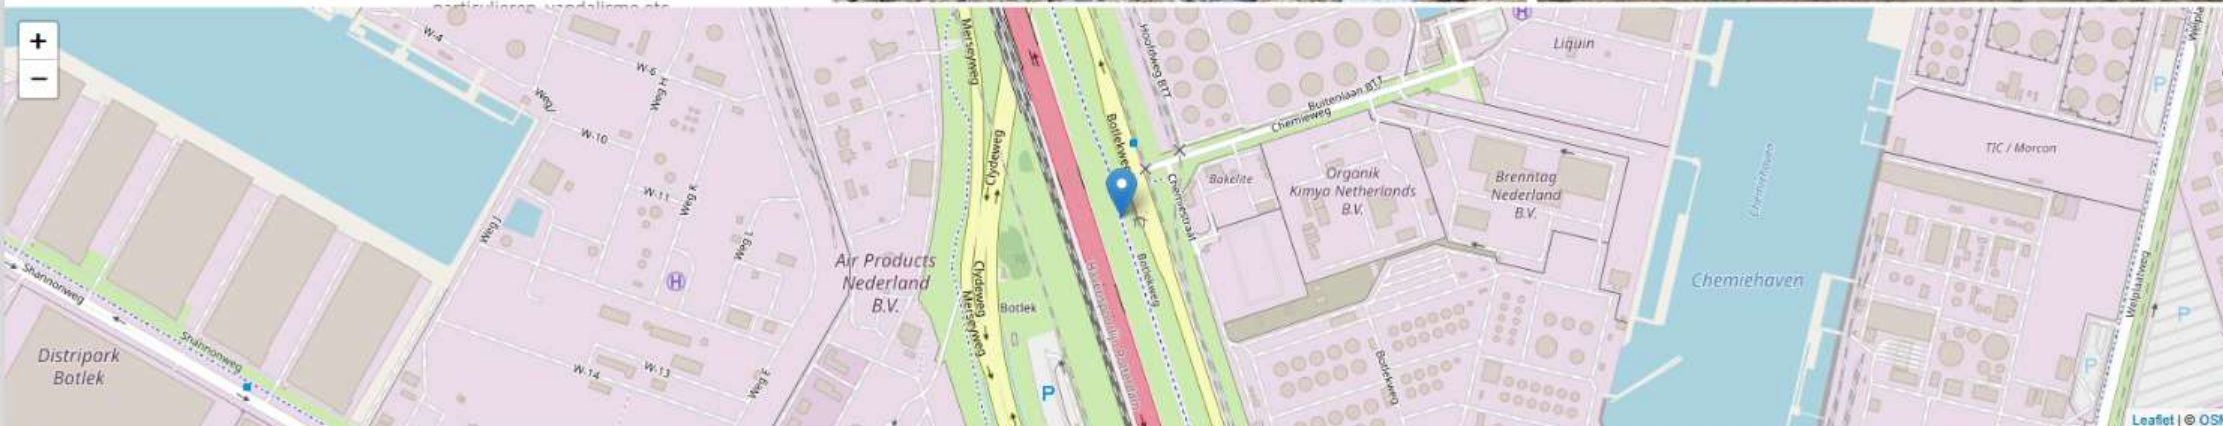 particulieren, vandalisme etc.
+
−
W-4
W-6
Weg H
Weg J
W-10
W-11
Weg K
Weg J
Weg L
H
W-14
W-13
Weg F
Shannonweg
Shannonweg
Distripark
Botlek
Air Products
Nederland
B.V.
Merseyweg
Clydeweg
Clydeweg
Merseyweg
Botlek
P
Botlekweg
Botlekweg
Hoofdweg BTT
Chemiestraat
Buitenlaan BTT
Chemieweg
Bakelite
Organik
Kimya Netherlands
B.V.
Brenntag
Nederland
B.V.
H
Liquin
Botlekweg
Chemiehaven
Chemiehaven
TIC / Morcon
Welplaatweg
P
P
P
Leaflet | © OSM